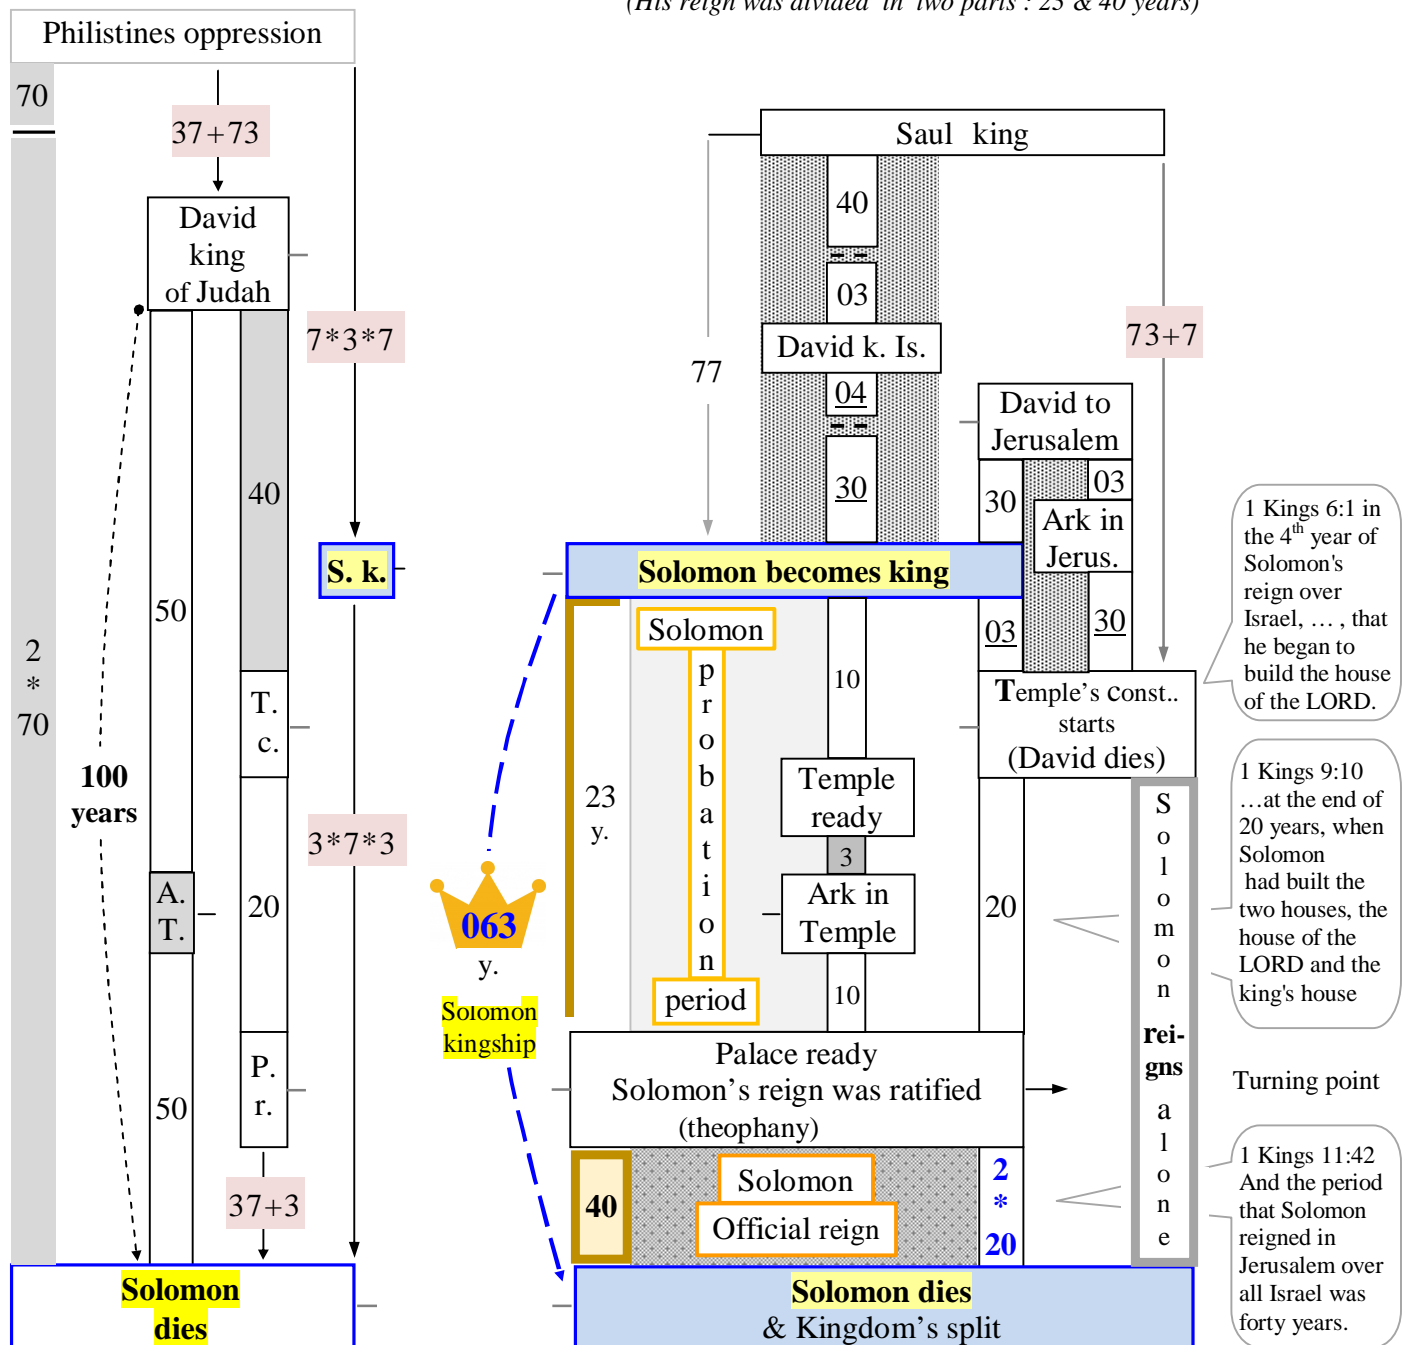 (His reign was divided in two parts : 23 & 40 years)
Philistines oppression
70
37+73
David
king
of Judah
7*3*7
40
50
S. k.
2
*
70
T.
c.
100
years
3*7*3
A.
T.
20
P.
r.
50
37+3
Solomon
dies
Saul king
40
03
David k. Is.
04
30
77
73+7
David to
Jerusalem
30
03
Ark in
Jerus.
Solomon becomes king
03
30
Solomon
p
r
o
b
a
t
i
o
n
period
23
y.
10
Temple
ready
3
Ark in
Temple
10
Temple's const..
starts
(David dies)
20
063
y.
Solomon
kingship
Palace ready
Solomon's reign was ratified
(theophany)
40
Solomon
Official reign
2
*
20
Solomon dies
& Kingdom's split
S
o
l
o
m
o
n
rei-
gns
a
l
o
n
e
1 Kings 6:1 in
the 4th year of
Solomon's
reign over
Israel, … , that
he began to
build the house
of the LORD.
1 Kings 9:10
…at the end of
20 years, when
Solomon
had built the
two houses, the
house of the
LORD and the
king's house
Turning point
1 Kings 11:42
And the period
that Solomon
reigned in
Jerusalem over
all Israel was
forty years.